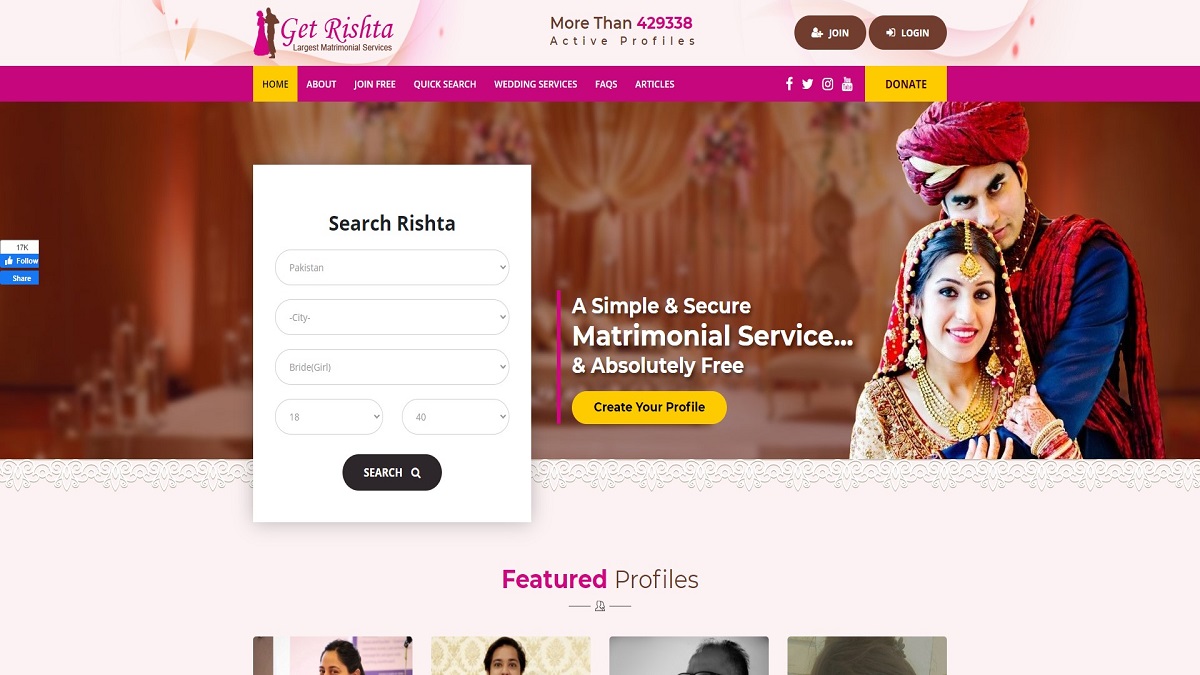 Get Rishta
Largest Matrimonial Services
More Than 429338
Active Profiles
JOIN
LOGIN
HOME
ABOUT
JOIN FREE
QUICK SEARCH
WEDDING SERVICES
FAQS
ARTICLES
DONATE
17K
Follow
Share
Search Rishta
Pakistan
-City-
Bride(Girl)
18
40
SEARCH
A Simple & Secure
Matrimonial Service...
& Absolutely Free
Create Your Profile
Featured Profiles